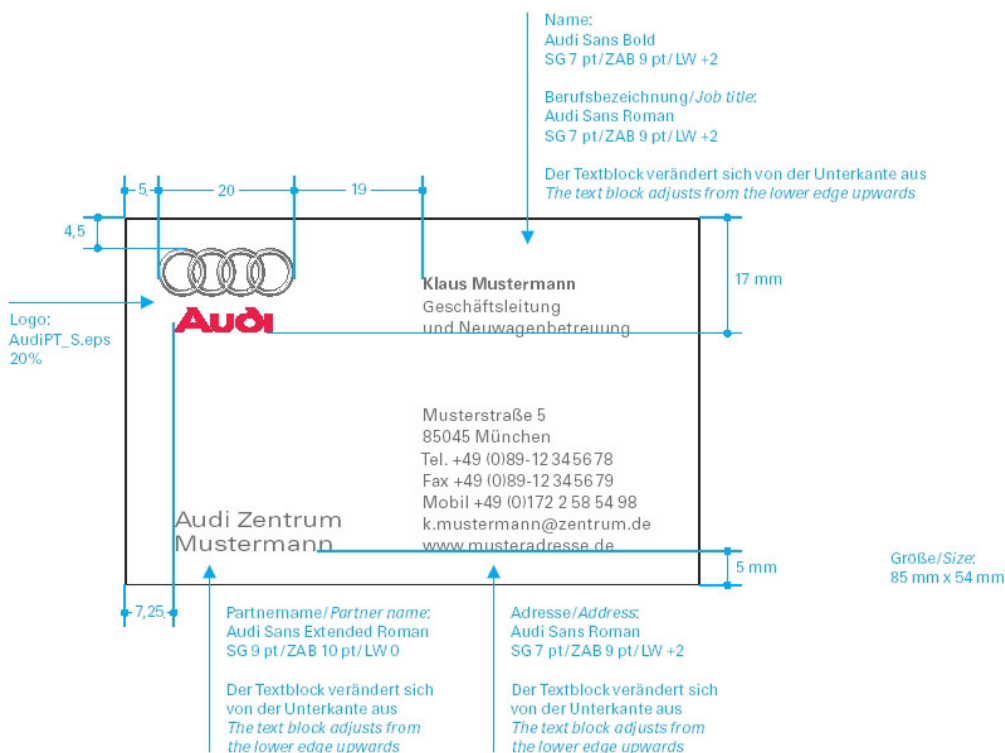 Name:
Audi Sans Bold
SG 7 pt/ZAB 9 pt/LW +2
Berufsbezeichnung/Job title:
Audi Sans Roman
SG 7 pt/ZAB 9 pt/LW +2
Der Textblock verändert sich von der Unterkante aus
The text block adjusts from the lower edge upwards
5
20
19
4,5
17 mm
Logo:
AudiPT_S.eps
20%
Audi
Klaus Mustermann
Geschäftsleitung
und Neuwagenbetreuung
Musterstraße 5
85045 München
Tel. +49 (0)89-12 345678
Fax +49 (0)89-12 345679
Mobil +49 (0)172 2 58 54 98
k.mustermann@zentrum.de
www.musteradresse.de
Audi Zentrum
Mustermann
5 mm
Größe/Size:
85 mm x 54 mm
7,25
Partnername/Partner name:
Audi Sans Extended Roman
SG 9 pt/ZAB 10 pt/LW 0
Der Textblock verändert sich
von der Unterkante aus
The text block adjusts from
the lower edge upwards
Adresse/Address:
Audi Sans Roman
SG 7 pt/ZAB 9 pt/LW +2
Der Textblock verändert sich
von der Unterkante aus
The text block adjusts from
the lower edge upwards